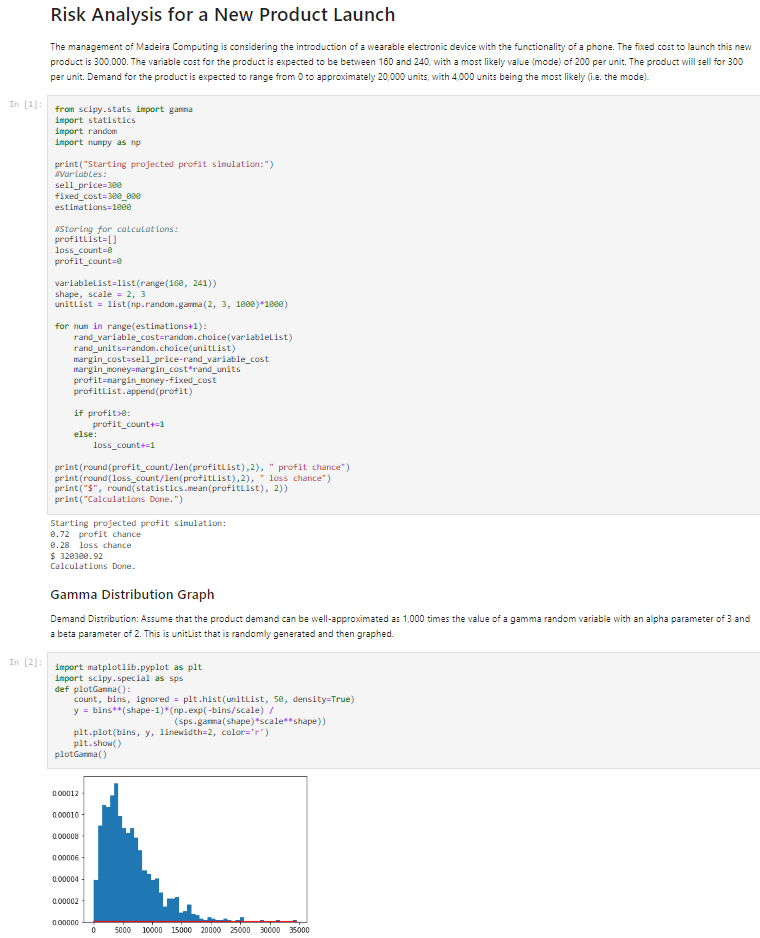 Risk Analysis for a New Product Launch
The management of Madeira Computing is considering the introduction of a wearable electronic device with the functionality of a phone. The fixed cost to launch this new
product is 300,000. The variable cost for the product is expected to be between 160 and 240, with a most likely value (mode) of 200 per unit. The product will sell for 300
per unit. Demand for the product is expected to range from 0 to approximately 20,000 units, with 4,000 units being the most likely (i.e. the mode).
In [1]:
from scipy.stats import gamma
import statistics
import random
import numpy as np
print("Starting projected profit simulation:")
#Variables:
sell_price=300
fixed_cost=300_000
estimations=1000
#Storing for calculations:
profitList=[]
loss_count=0
profit_count=0
variableList=list(range(160, 241))
shape, scale = 2, 3
unitList = list(np.random.gamma(2, 3, 1000)*1000)
for num in range(estimations+1):
rand_variable_cost=random.choice(variableList)
rand_units=random.choice(unitList)
margin_cost=sell_price-rand_variable_cost
margin_money=margin_cost*rand_units
profit=margin_money-fixed_cost
profitList.append(profit)
if profit>0:
profit_count+=1
else:
loss_count+=1
print(round(profit_count/len(profitList),2), " profit chance")
print(round(loss_count/len(profitList),2), " loss chance")
print("$", round(statistics.mean(profitList), 2))
print("Calculations Done.")
Starting projected profit simulation:
0.72  profit chance
0.28  loss chance
$ 320300.92
Calculations Done.
Gamma Distribution Graph
Demand Distribution: Assume that the product demand can be well-approximated as 1,000 times the value of a gamma random variable with an alpha parameter of 3 and
a beta parameter of 2. This is unitList that is randomly generated and then graphed.
In [2]:
import matplotlib.pyplot as plt
import scipy.special as sps
def plotGamma():
count, bins, ignored = plt.hist(unitList, 50, density=True)
y = bins**(shape-1)*(np.exp(-bins/scale) /
(sps.gamma(shape)*scale**shape))
plt.plot(bins, y, linewidth=2, color='r')
plt.show()
plotGamma()
0.00012
0.00010
0.00008
0.00006
0.00004
0.00002
0.00000
0 5000 10000 15000 20000 25000 30000 35000